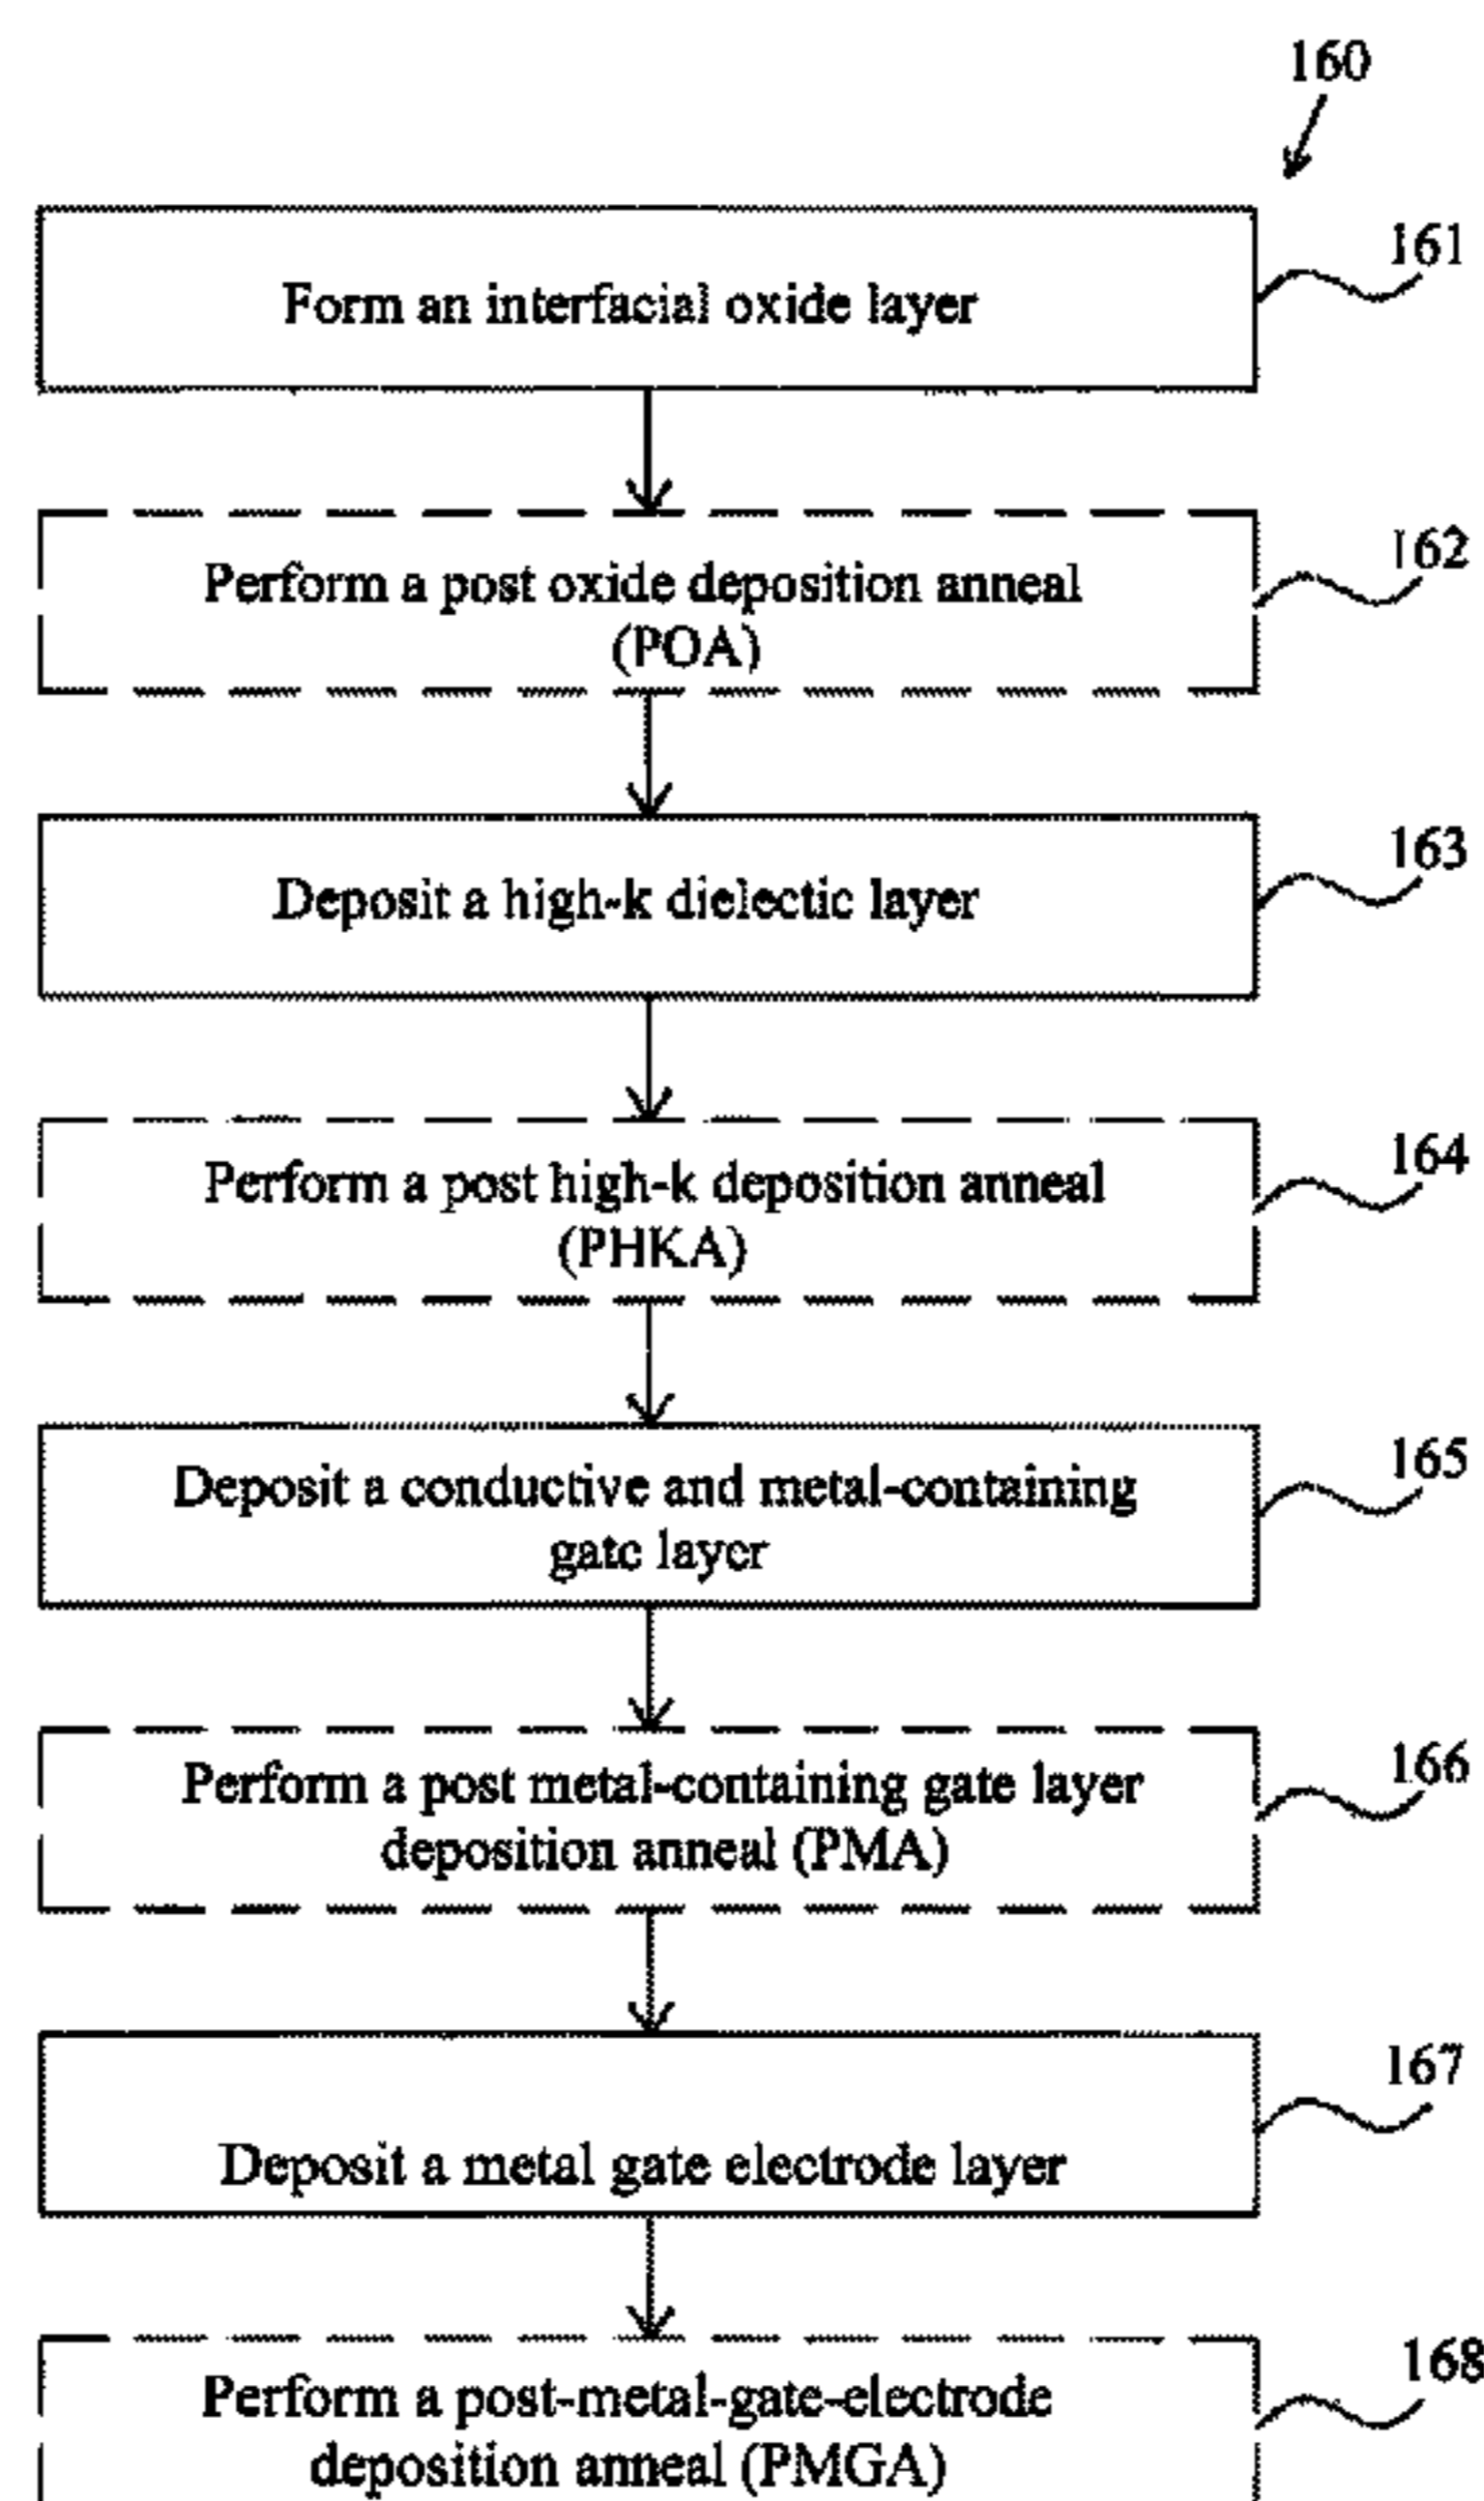 160
Form an interfacial oxide layer
161
Perform a post oxide deposition anneal
(POA)
162
Deposit a high-k dielectic layer
163
Perform a post high-k deposition anneal
(PHKA)
164
Deposit a conductive and metal-containing
gate layer
165
Perform a post metal-containing gate layer
deposition anneal (PMA)
166
Deposit a metal gate electrode layer
167
Perform a post-metal-gate-electrode
deposition anneal (PMGA)
168